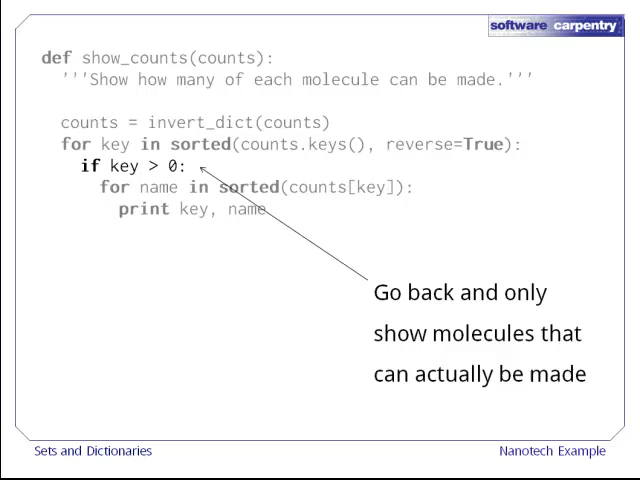 software carpentry
def show_counts(counts):
'''Show how many of each molecule can be made.'''
counts = invert_dict(counts)
for key in sorted(counts.keys(), reverse=True):
if key > 0:
for name in sorted(counts[key]):
print key, name
Go back and only
show molecules that
can actually be made
Sets and Dictionaries
Nanotech Example